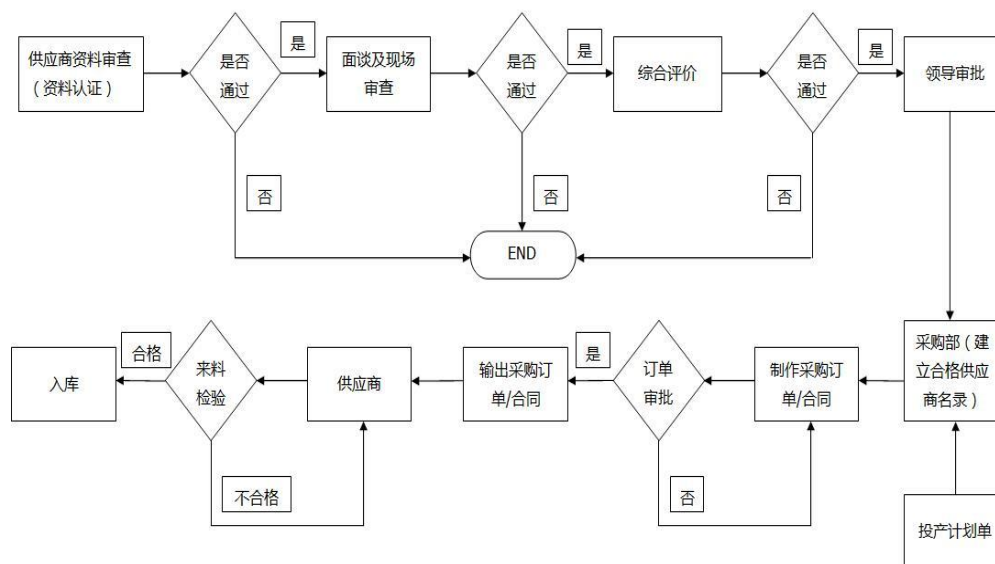 供应商资料审查
（资料认证）
是否
通过
是
面谈及现场
审查
是否
通过
是
综合评价
是否
通过
是
领导审批
否
否
否
END
入库
合格
来料
检验
供应商
输出采购订
单/合同
是
订单
审批
制作采购订
单/合同
采购部（建
立合格供应
商名录）
不合格
否
投产计划单